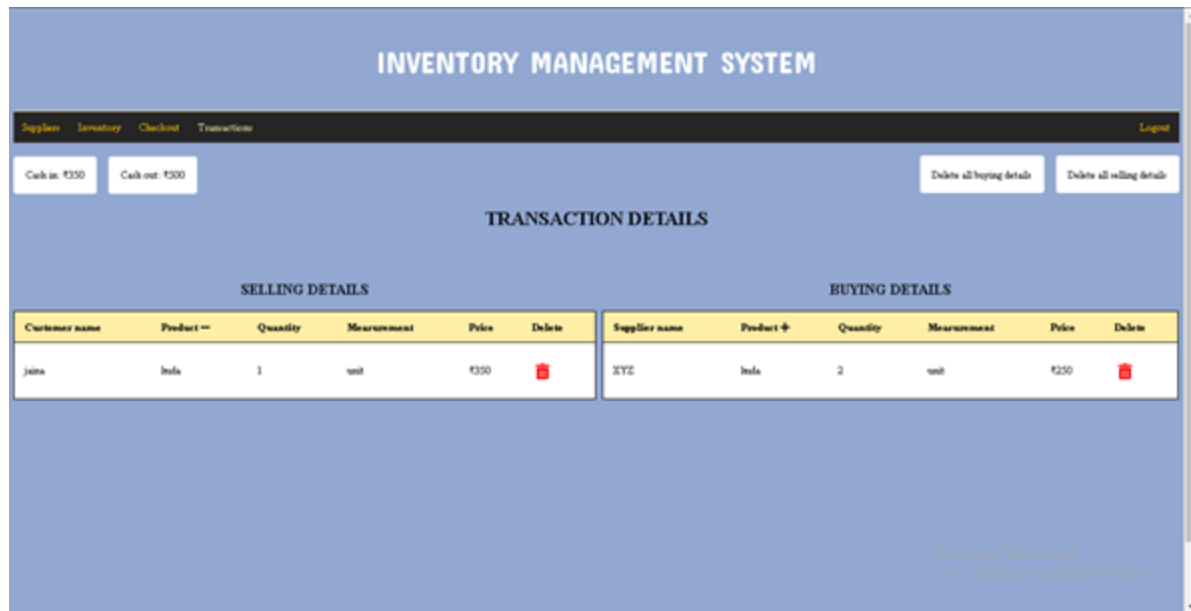 INVENTORY MANAGEMENT SYSTEM
Suppliers Inventory Checkout Transactions Logout
Cash in: ₹350 Cash out: ₹500 Delete all buying details Delete all selling details
TRANSACTION DETAILS
SELLING DETAILS BUYING DETAILS
Customer name Product − Quantity Measurement Price Delete Supplier name Product + Quantity Measurement Price Delete
jaina 1 unit ₹350 XYZ 2 unit ₹250